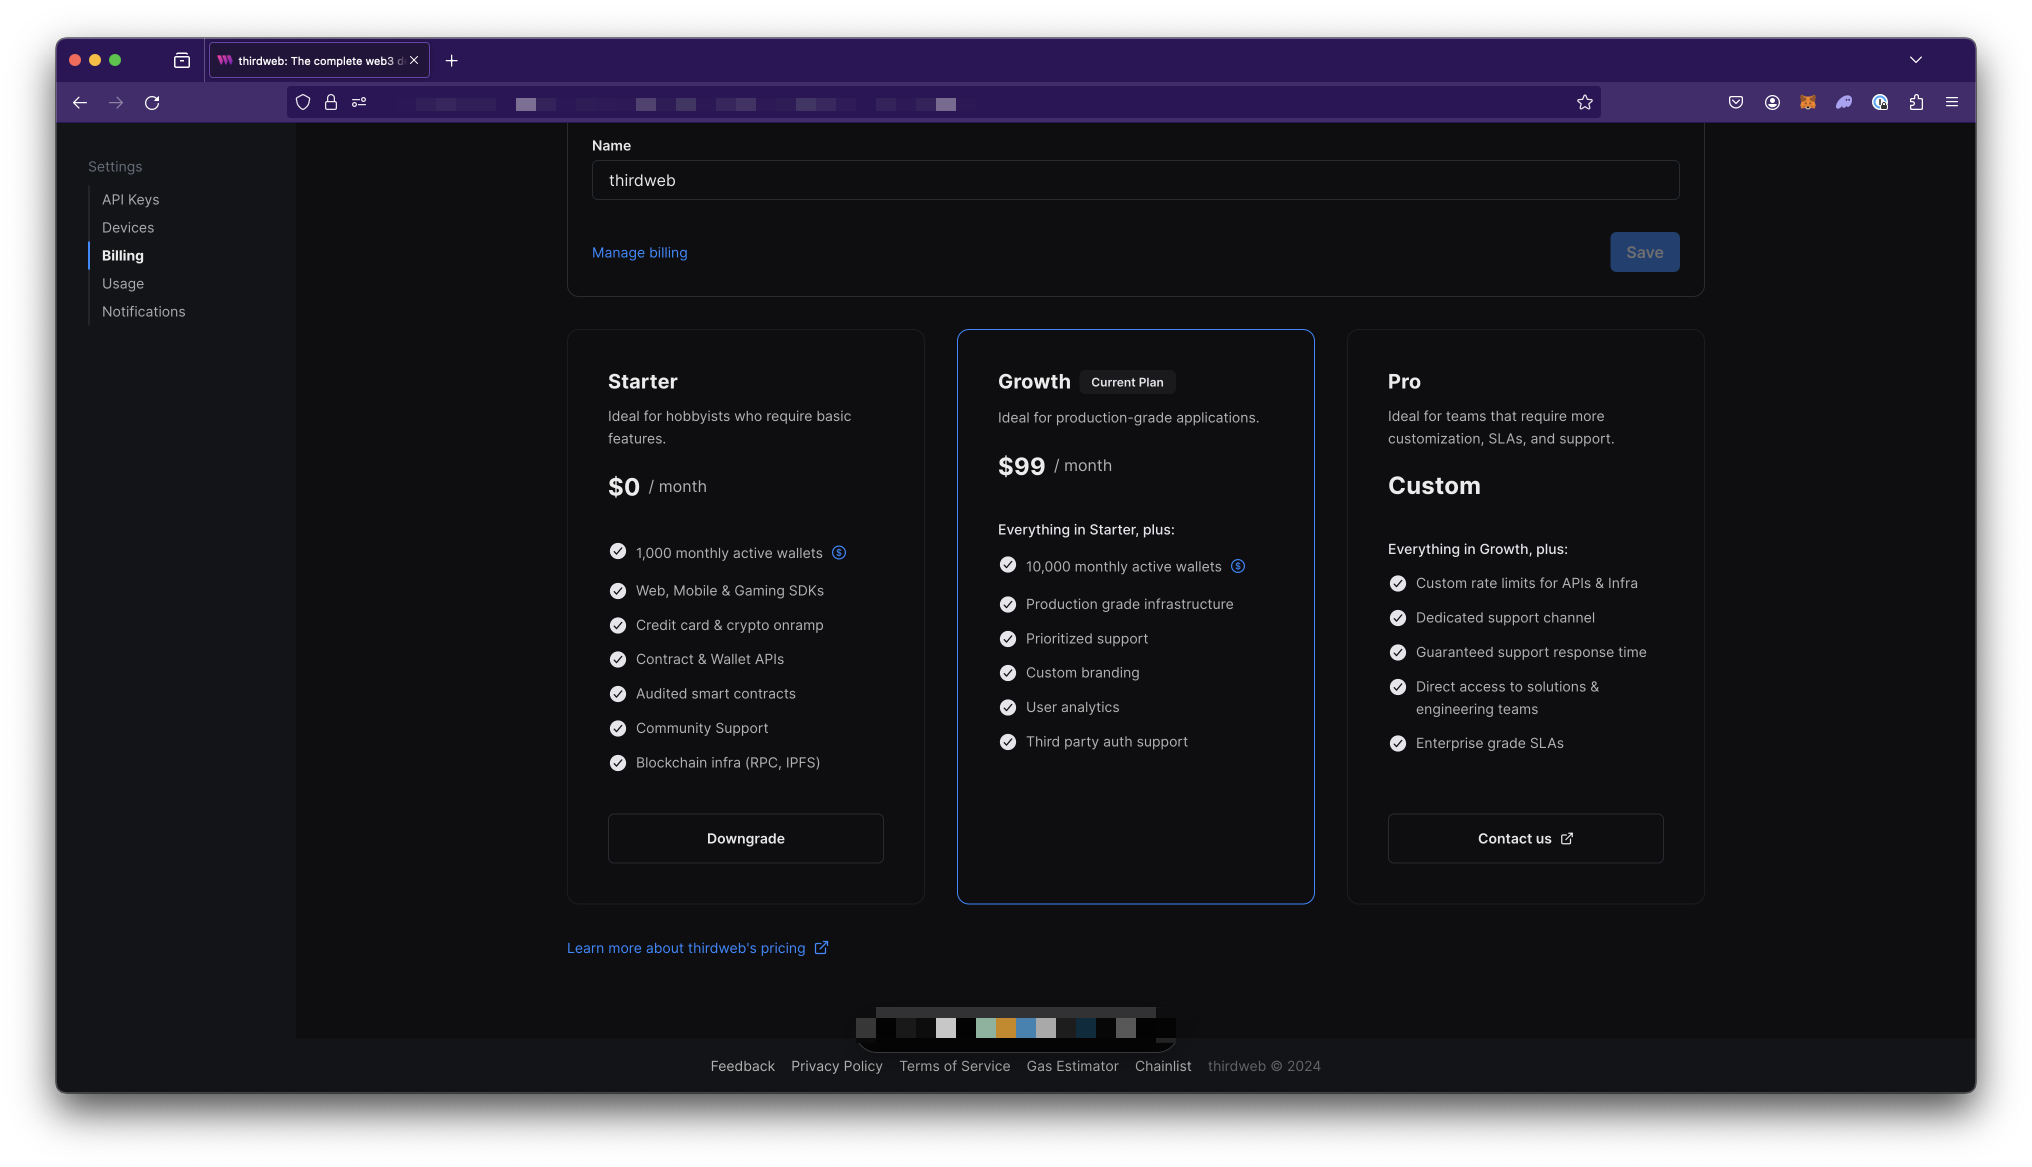 thirdweb: The complete web3 d
Settings
API Keys
Devices
Billing
Usage
Notifications
Name
thirdweb
Manage billing
Save
Starter
Ideal for hobbyists who require basic
features.
$0 / month
1,000 monthly active wallets
Web, Mobile & Gaming SDKs
Credit card & crypto onramp
Contract & Wallet APIs
Audited smart contracts
Community Support
Blockchain infra (RPC, IPFS)
Downgrade
Growth Current Plan
Ideal for production-grade applications.
$99 / month
Everything in Starter, plus:
10,000 monthly active wallets
Production grade infrastructure
Prioritized support
Custom branding
User analytics
Third party auth support
Pro
Ideal for teams that require more
customization, SLAs, and support.
Custom
Everything in Growth, plus:
Custom rate limits for APIs & Infra
Dedicated support channel
Guaranteed support response time
Direct access to solutions &
engineering teams
Enterprise grade SLAs
Contact us
Learn more about thirdweb's pricing
Feedback Privacy Policy Terms of Service Gas Estimator Chainlist thirdweb © 2024